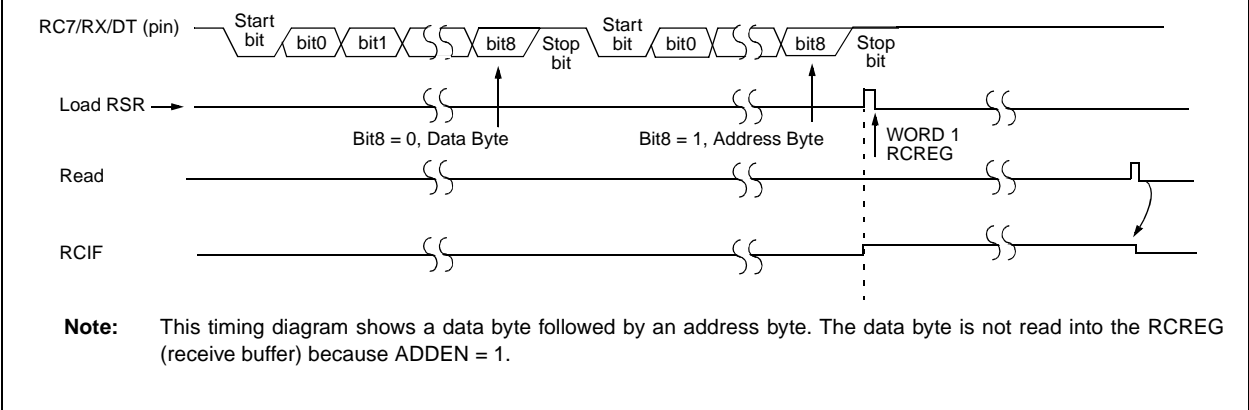 RC7/RX/DT (pin)
Start bit
bit0
bit1
bit8
Stop bit
Start bit
bit0
bit8
Stop bit
Load RSR
Bit8 = 0, Data Byte
Bit8 = 1, Address Byte
WORD 1
RCREG
Read
RCIF
Note: This timing diagram shows a data byte followed by an address byte. The data byte is not read into the RCREG
(receive buffer) because ADDEN = 1.